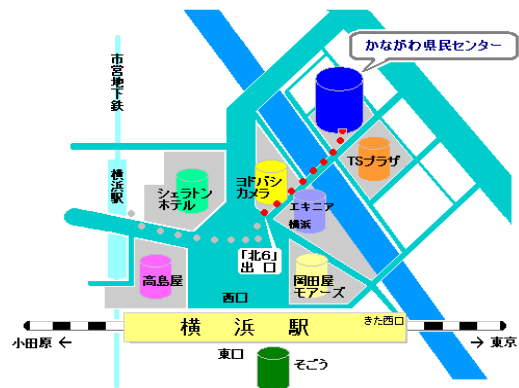 かながわ県民センター
市営地下鉄
横浜駅
TSプラザ
ヨドバシ
カメラ
シェラトン
ホテル
エキニア
横浜
「北6」
出口
高島屋
岡田屋
モアーズ
西口
横浜駅
きた西口
小田原 ←
→ 東京
東口
そごう